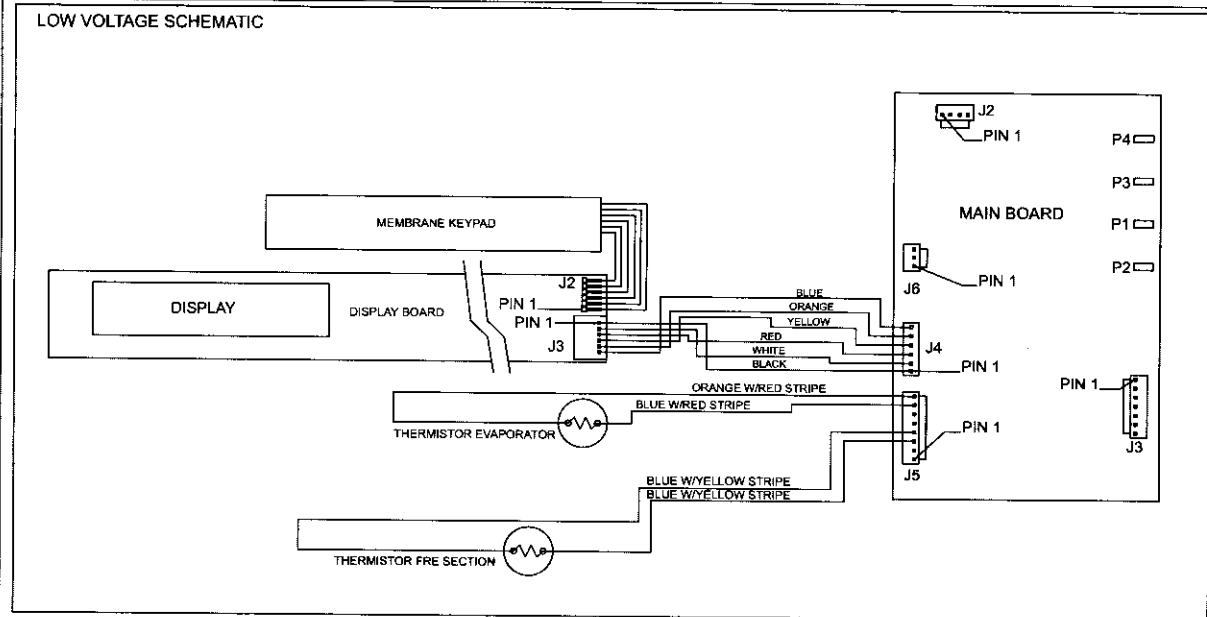 LOW VOLTAGE SCHEMATIC
J2
PIN 1
P4
P3
MAIN BOARD
P1
P2
J6
PIN 1
MEMBRANE KEYPAD
DISPLAY
DISPLAY BOARD
J2
PIN 1
PIN 1
J3
BLUE
ORANGE
YELLOW
RED
WHITE
BLACK
J4
PIN 1
PIN 1
J3
ORANGE W/RED STRIPE
BLUE W/RED STRIPE
THERMISTOR EVAPORATOR
PIN 1
J5
BLUE W/YELLOW STRIPE
BLUE W/YELLOW STRIPE
THERMISTOR FRE SECTION